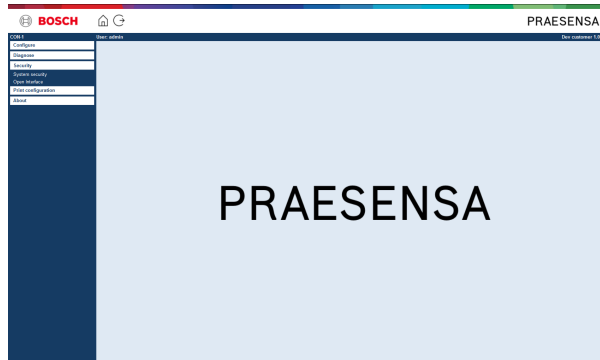 BOSCH
PRAESENSA
CON-1 User: admin Dev customer 1.0
Configure
Diagnose
Security
System security
Open Interface
Print configuration
About
PRAESENSA